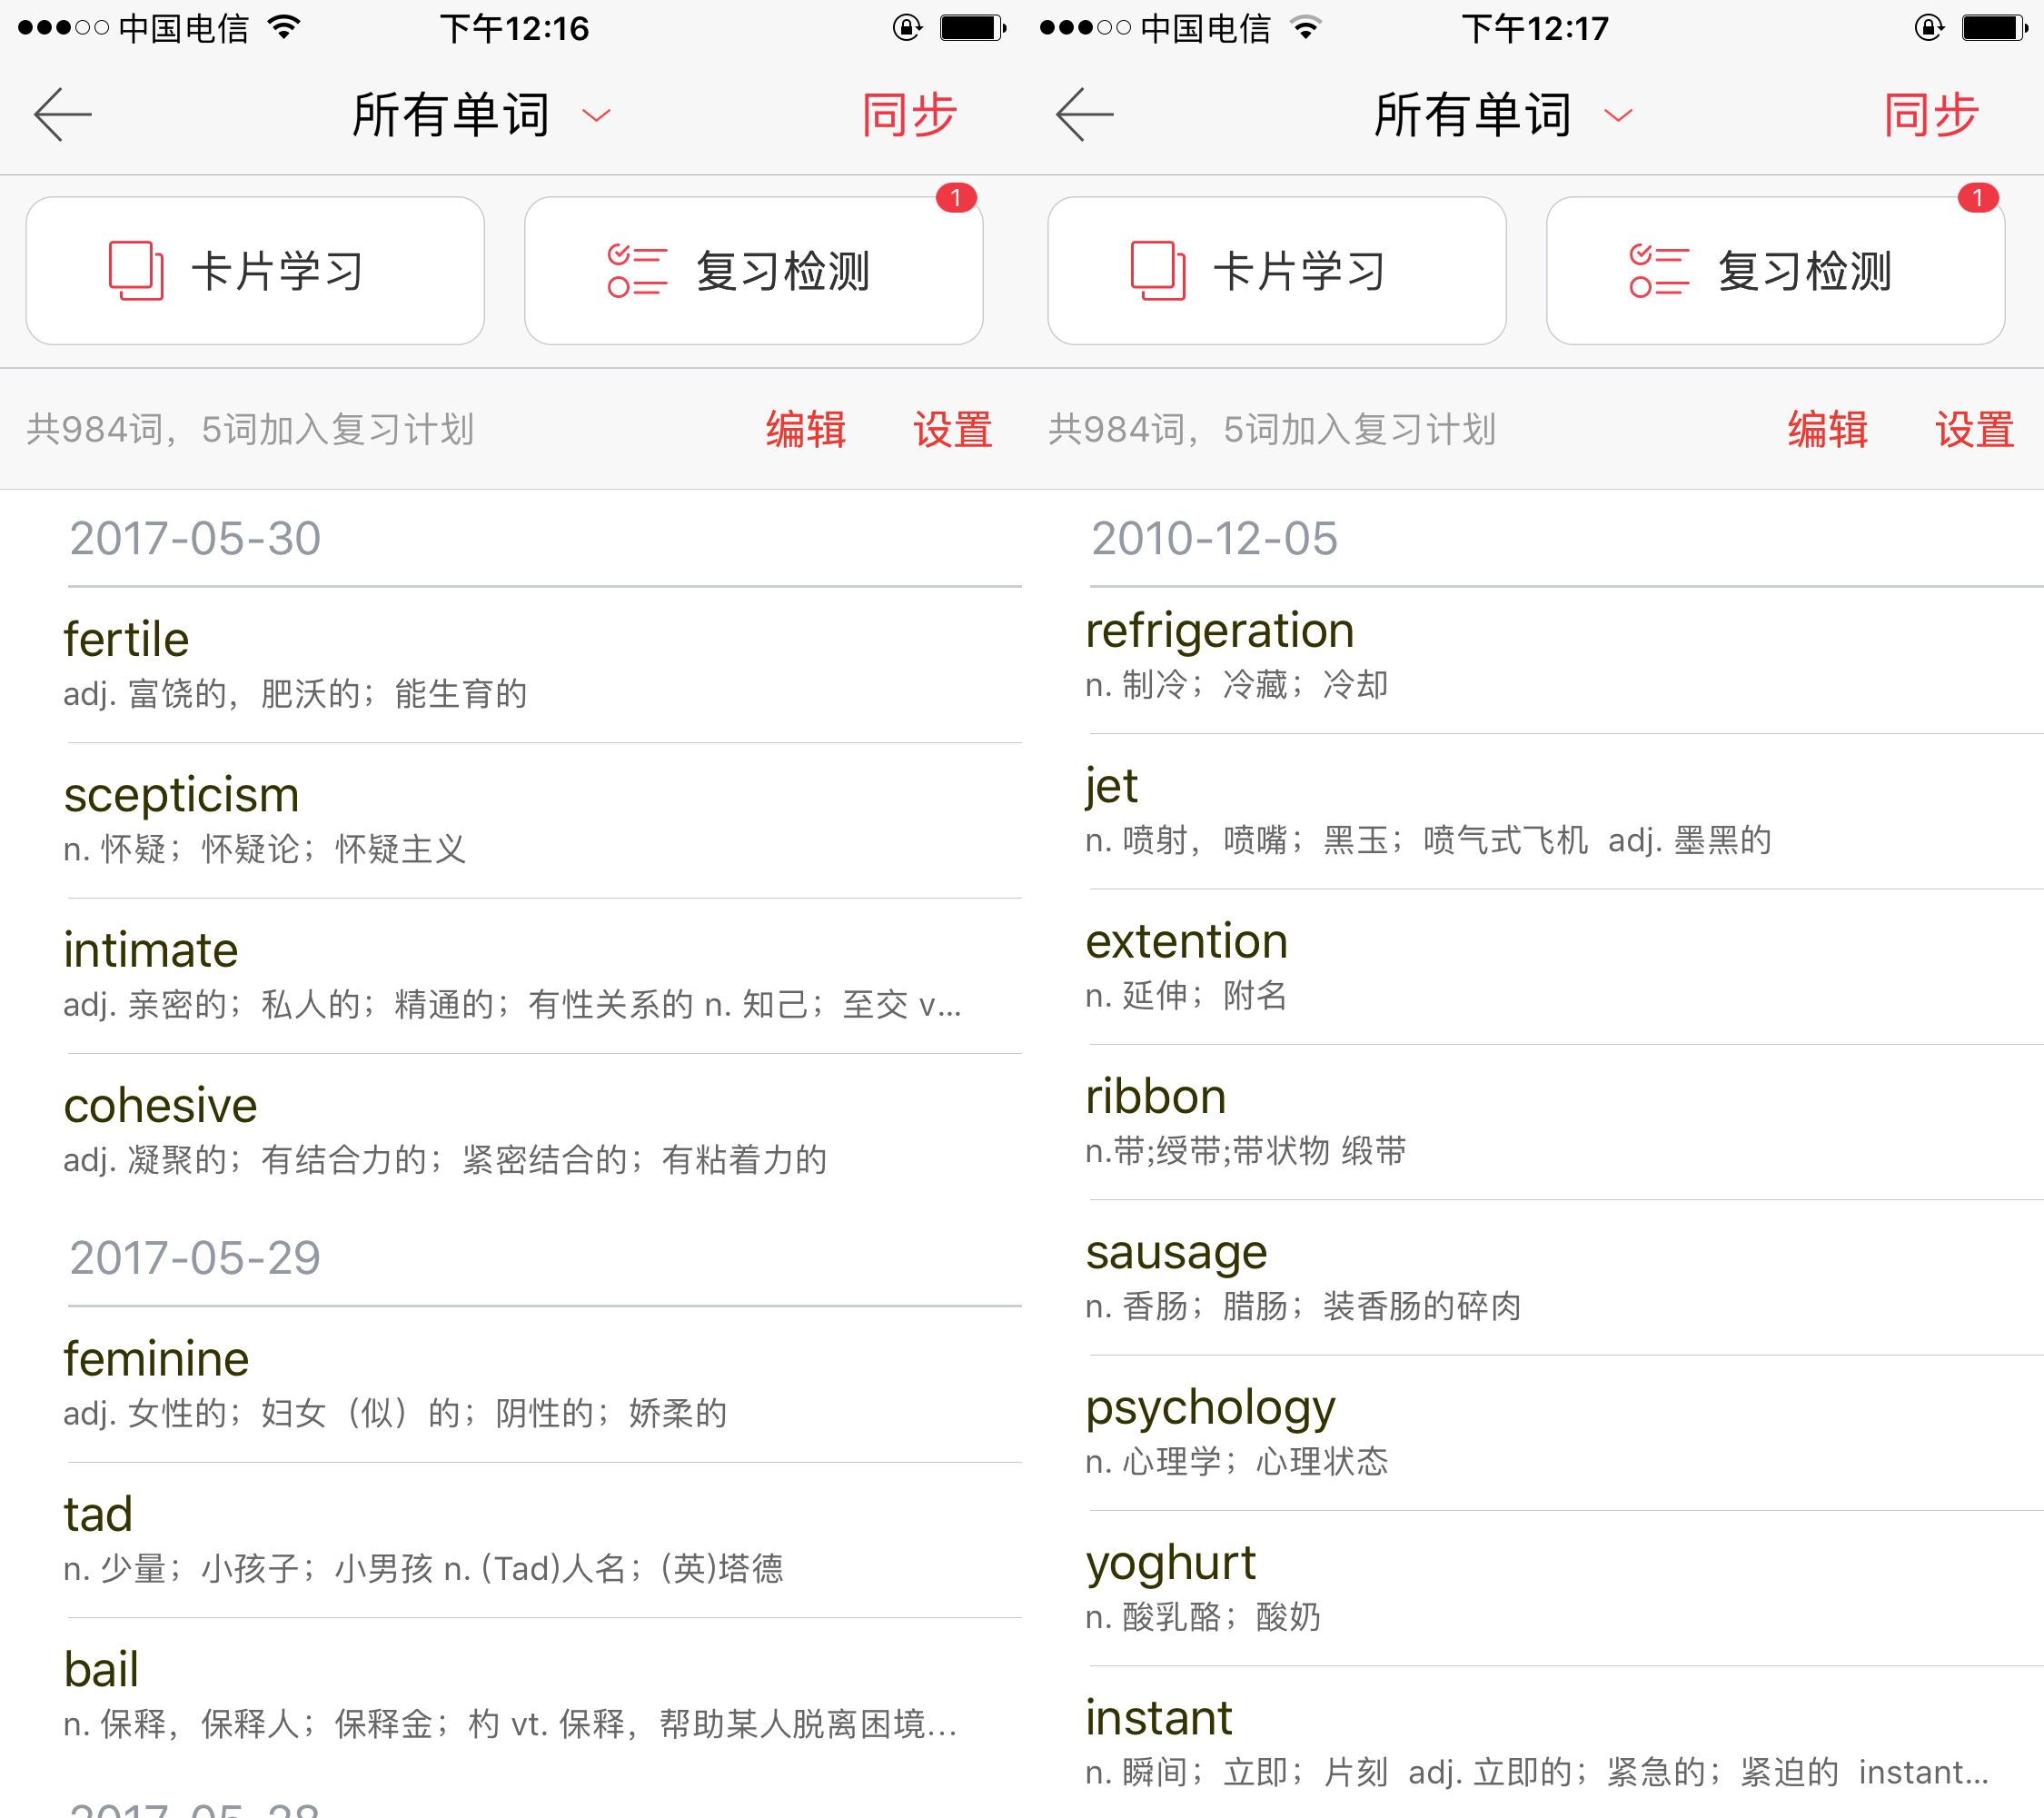 中国电信 下午12:16
所有单词 同步
卡片学习 复习检测 1
共984词，5词加入复习计划 编辑 设置
2017-05-30
fertile
adj. 富饶的，肥沃的；能生育的
scepticism
n. 怀疑；怀疑论；怀疑主义
intimate
adj. 亲密的；私人的；精通的；有性关系的 n. 知己；至交 v...
cohesive
adj. 凝聚的；有结合力的；紧密结合的；有粘着力的
2017-05-29
feminine
adj. 女性的；妇女（似）的；阴性的；娇柔的
tad
n. 少量；小孩子；小男孩 n. (Tad)人名；(英)塔德
bail
n. 保释，保释人；保释金；杓 vt. 保释，帮助某人脱离困境...
2017-05-28
中国电信 下午12:17
所有单词 同步
卡片学习 复习检测 1
共984词，5词加入复习计划 编辑 设置
2010-12-05
refrigeration
n. 制冷；冷藏；冷却
jet
n. 喷射，喷嘴；黑玉；喷气式飞机 adj. 墨黑的
extention
n. 延伸；附名
ribbon
n.带;绶带;带状物 缎带
sausage
n. 香肠；腊肠；装香肠的碎肉
psychology
n. 心理学；心理状态
yoghurt
n. 酸乳酪；酸奶
instant
n. 瞬间；立即；片刻 adj. 立即的；紧急的；紧迫的 instant...